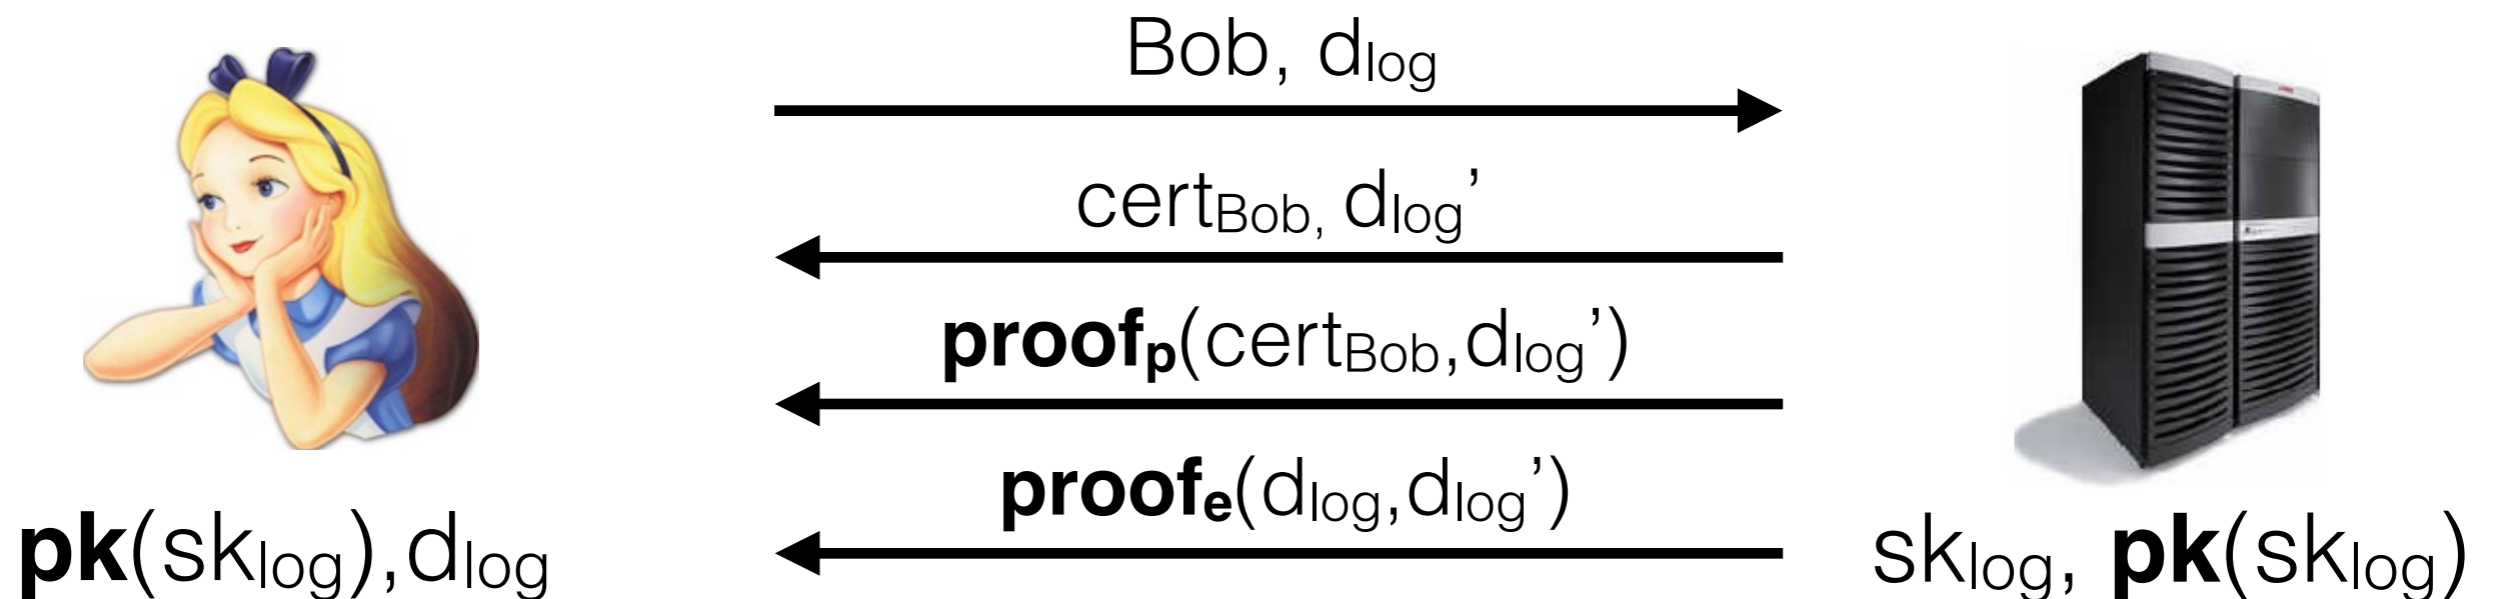 Bob, dlog
certBob, dlog’
proofp(certBob,dlog’)
proofe(dlog,dlog’)
pk(sklog),dlog
sklog, pk(sklog)